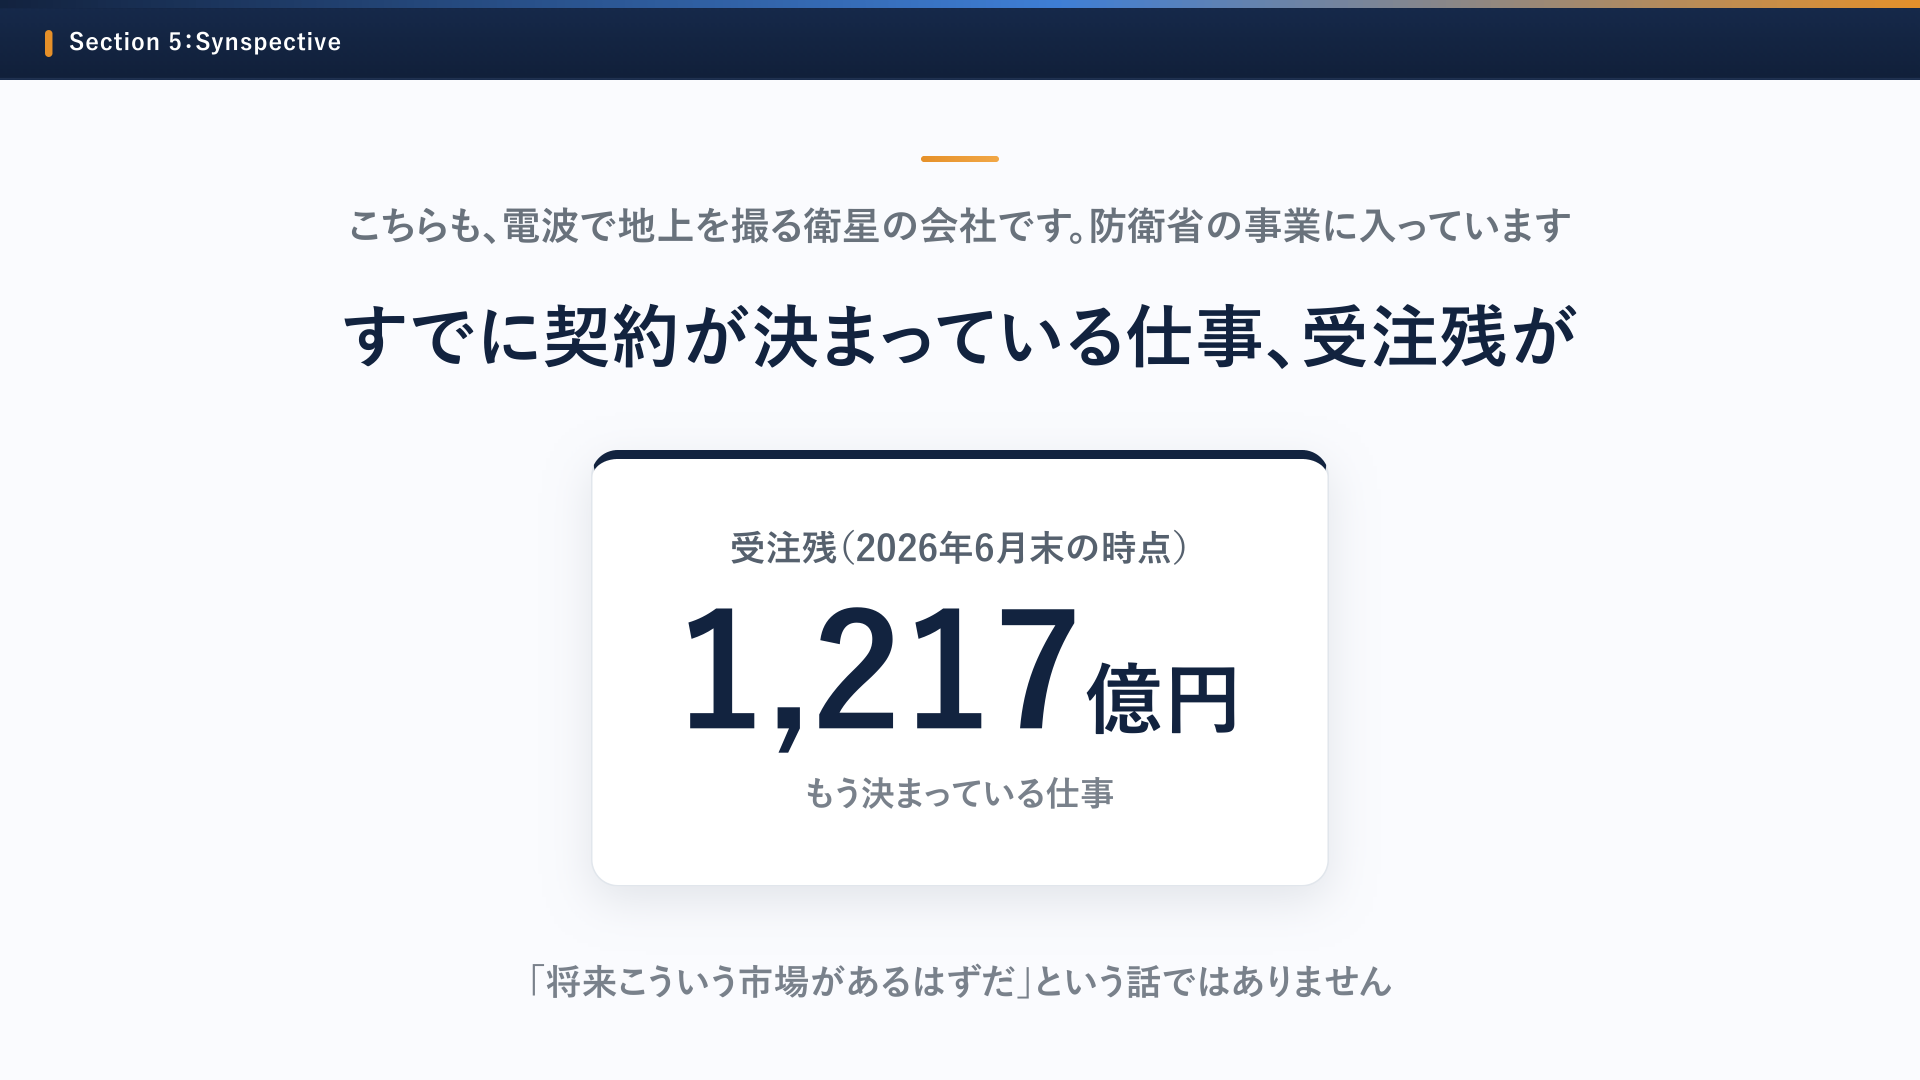 Section 5：Synspective
こちらも、電波で地上を撮る衛星の会社です。防衛省の事業に入っています
すでに契約が決まっている仕事、受注残が
受注残（2026年6月末の時点）
1,217億円
もう決まっている仕事
「将来こういう市場があるはずだ」という話ではありません